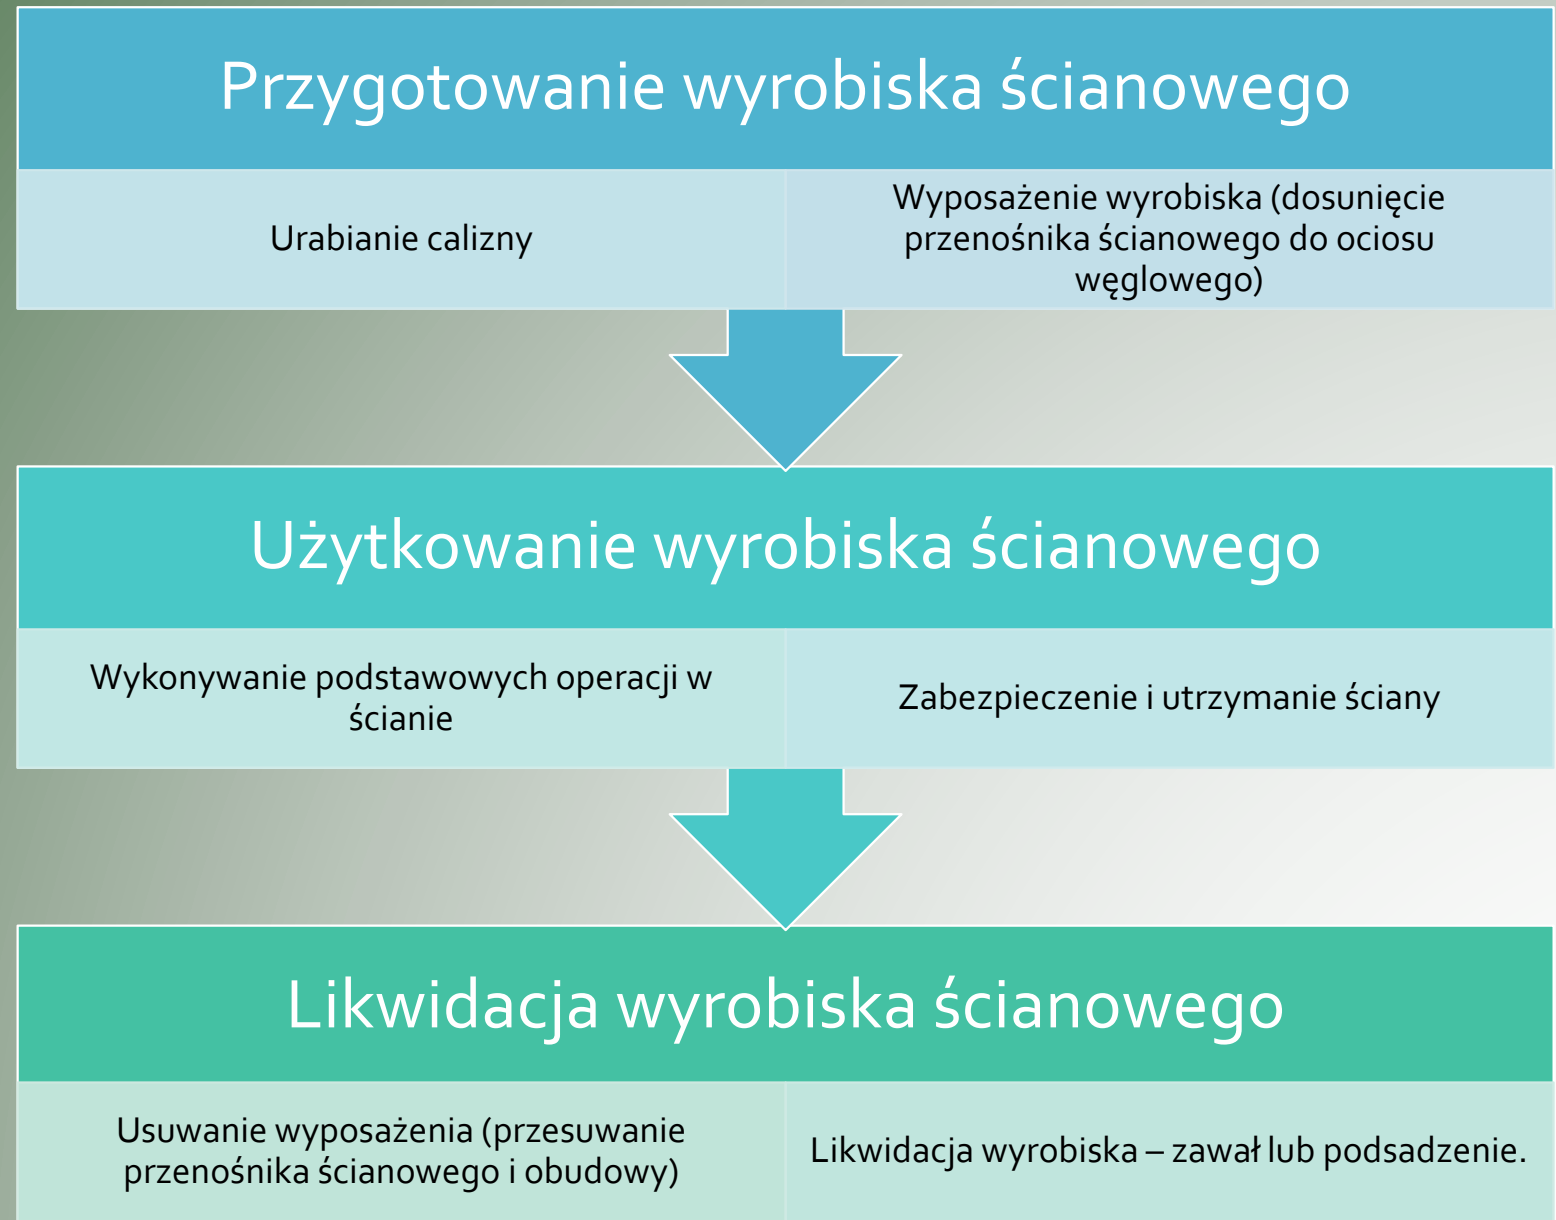 Przygotowanie wyrobiska ścianowego
Urabianie calizny
Wyposażenie wyrobiska (dosunięcie
przenośnika ścianowego do ociosu
węglowego)
Użytkowanie wyrobiska ścianowego
Wykonywanie podstawowych operacji w
ścianie
Zabezpieczenie i utrzymanie ściany
Likwidacja wyrobiska ścianowego
Usuwanie wyposażenia (przesuwanie
przenośnika ścianowego i obudowy)
Likwidacja wyrobiska – zawał lub podsadzenie.